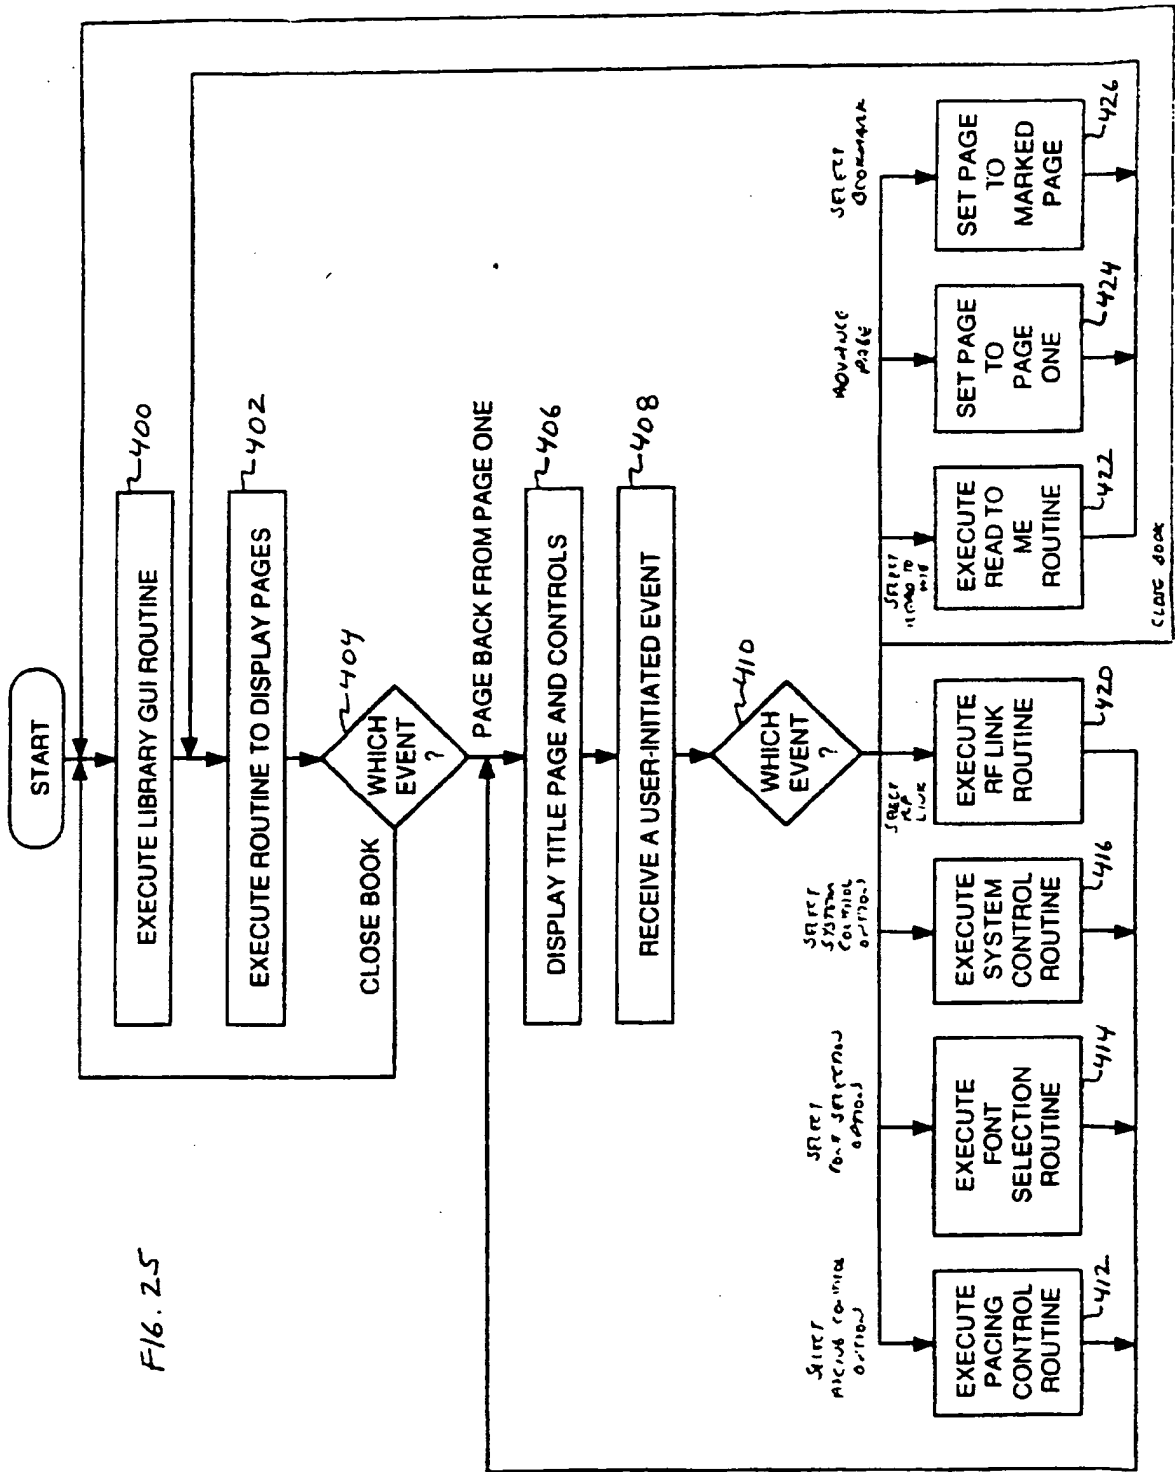 START
EXECUTE LIBRARY GUI ROUTINE
400
EXECUTE ROUTINE TO DISPLAY PAGES
402
WHICH
EVENT
?
404
CLOSE BOOK
PAGE BACK FROM PAGE ONE
DISPLAY TITLE PAGE AND CONTROLS
406
RECEIVE A USER-INITIATED EVENT
408
WHICH
EVENT
?
410
SELECT
PACING CONTROL
OPTION
EXECUTE
PACING
CONTROL
ROUTINE
412
SELECT
FONT SELECTION
OPTION
EXECUTE
FONT
SELECTION
ROUTINE
414
SELECT
SYSTEM
CONTROL
OPTION
EXECUTE
SYSTEM
CONTROL
ROUTINE
416
SELECT
RF
LINK
EXECUTE
RF LINK
ROUTINE
420
SELECT
READ TO
ME
EXECUTE
READ TO
ME
ROUTINE
422
ADVANCE
PAGE
SET PAGE
TO
PAGE
ONE
424
SELECT
BOOKMARK
SET PAGE
TO
MARKED
PAGE
426
CLOSE BOOK
FIG. 25